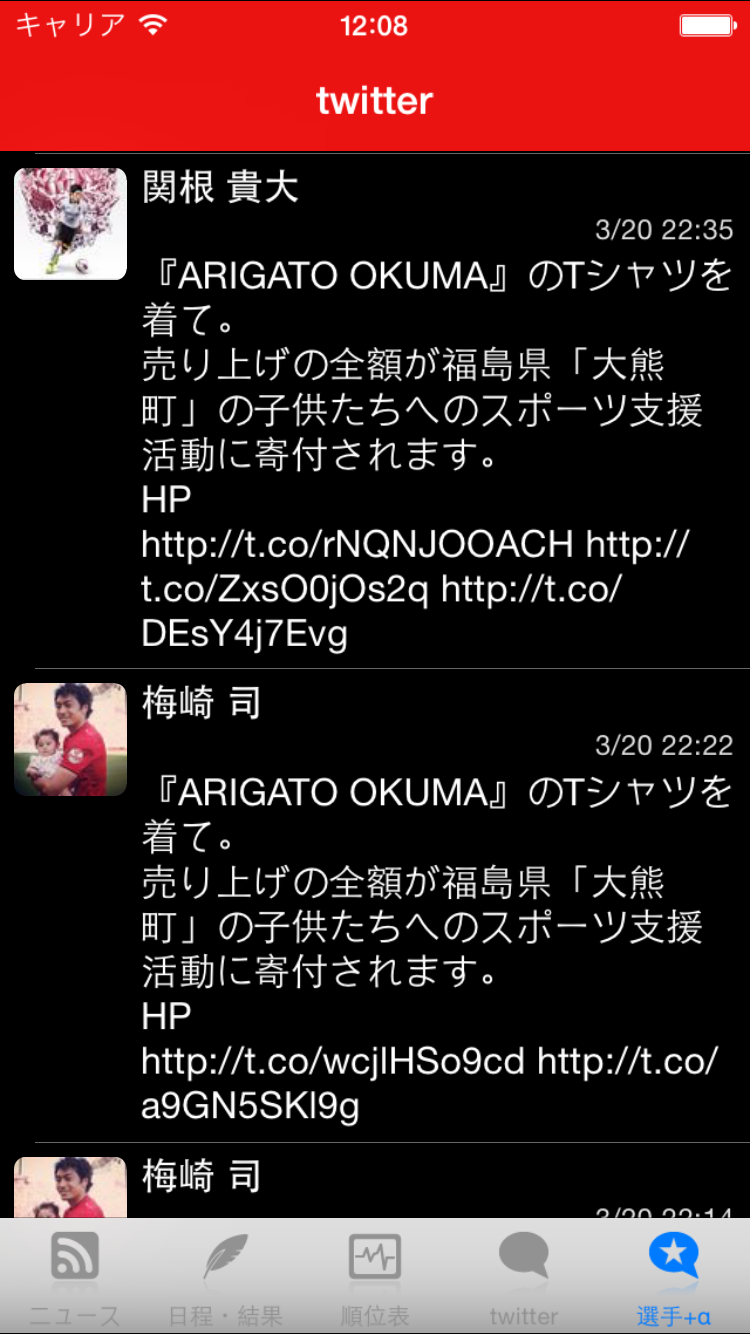 キャリア 12:08
twitter
関根 貴大
3/20 22:35
『ARIGATO OKUMA』のTシャツを
着て。
売り上げの全額が福島県「大熊
町」の子供たちへのスポーツ支援
活動に寄付されます。
HP
http://t.co/rNQNJOOACH http://
t.co/ZxsO0jOs2q http://t.co/
DEsY4j7Evg
梅崎 司
3/20 22:22
『ARIGATO OKUMA』のTシャツを
着て。
売り上げの全額が福島県「大熊
町」の子供たちへのスポーツ支援
活動に寄付されます。
HP
http://t.co/wcjlHSo9cd http://t.co/
a9GN5SKl9g
梅崎 司
3/20 22:14
ニュース 日程・結果 順位表 twitter 選手+α